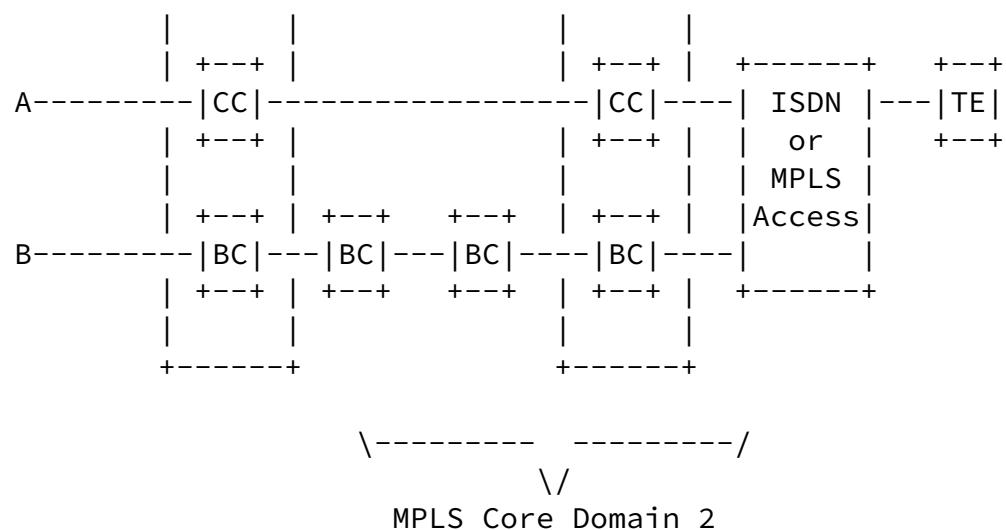 |      |             |      |
         | +--+ |             | +--+ |  +------+   +--+
A---------|CC|-----------------|CC|----| ISDN |---|TE|
         | +--+ |             | +--+ |  |  or  |   +--+
         |      |             |      |  | MPLS |
         | +--+ | +--+   +--+  | +--+ |  |Access|
B---------|BC|---|BC|---|BC|----|BC|----|      |
         | +--+ | +--+   +--+  | +--+ |  +------+
         |      |             |      |
         +------+             +------+
\--------- ---------/
\/
MPLS Core Domain 2